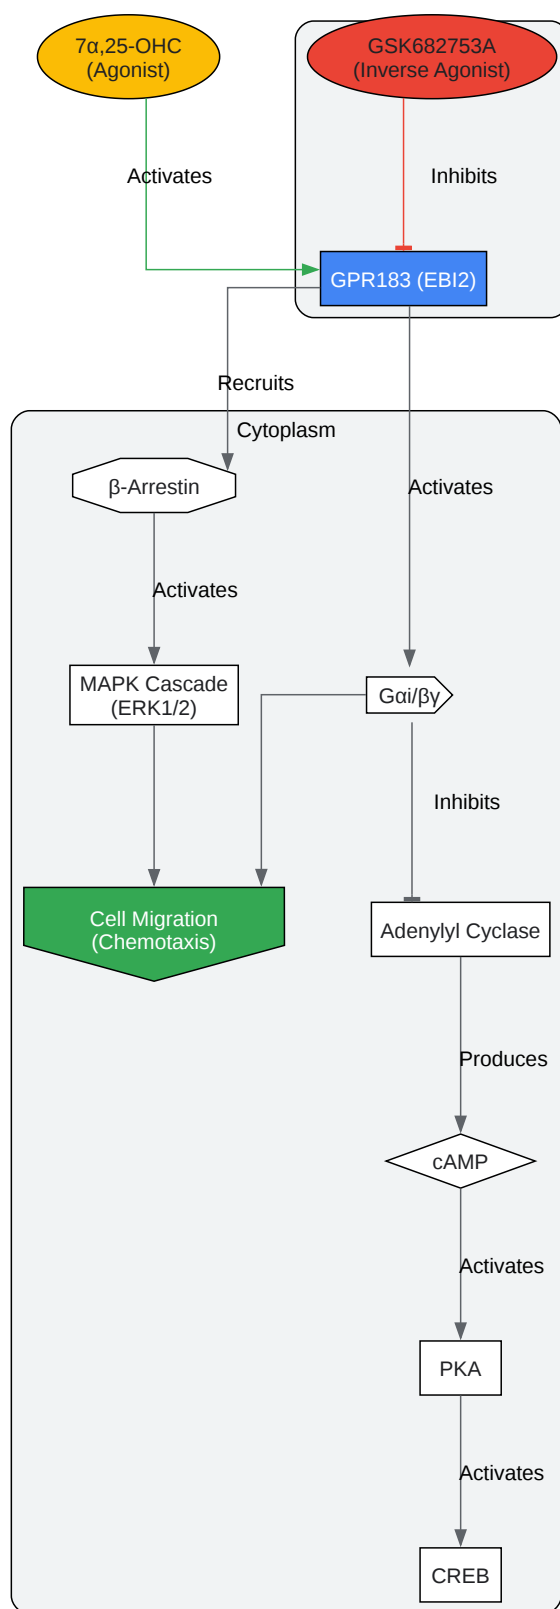 7α,25-OHC
(Agonist)
GSK682753A
(Inverse Agonist)
Activates
Inhibits
GPR183 (EBI2)
Recruits
Cytoplasm
β-Arrestin
Activates
Activates
MAPK Cascade
(ERK1/2)
Gαi/βγ
Inhibits
Cell Migration
(Chemotaxis)
Adenylyl Cyclase
Produces
cAMP
Activates
PKA
Activates
CREB